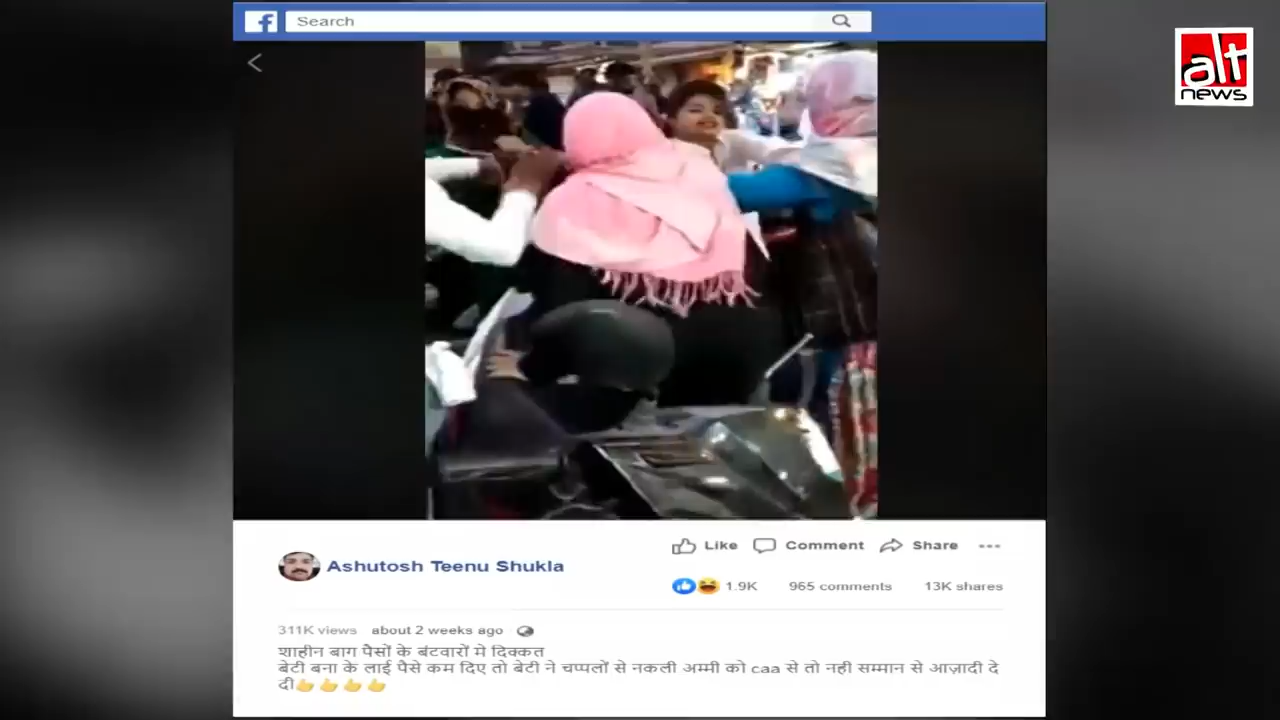 Search
alt
news
Like Comment Share
Ashutosh Teenu Shukla
1.9K 965 comments 13K shares
311K views about 2 weeks ago
शाहीन बाग पैसों के बंटवारों मे दिक्कत
बेटी बना के लाई पैसे कम दिए तो बेटी ने चप्पलों से नकली अम्मी को caa से तो नही सम्मान से आज़ादी दे
दी👍👍👍👍